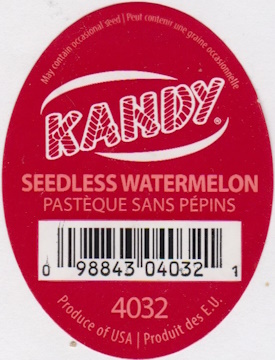 May contain occasional seed | Peut contenir une graine occasionnelle
KANDY®
SEEDLESS WATERMELON
PASTÈQUE SANS PÉPINS
0 98843 04032 1
4032
Produce of USA | Produit des E.U.